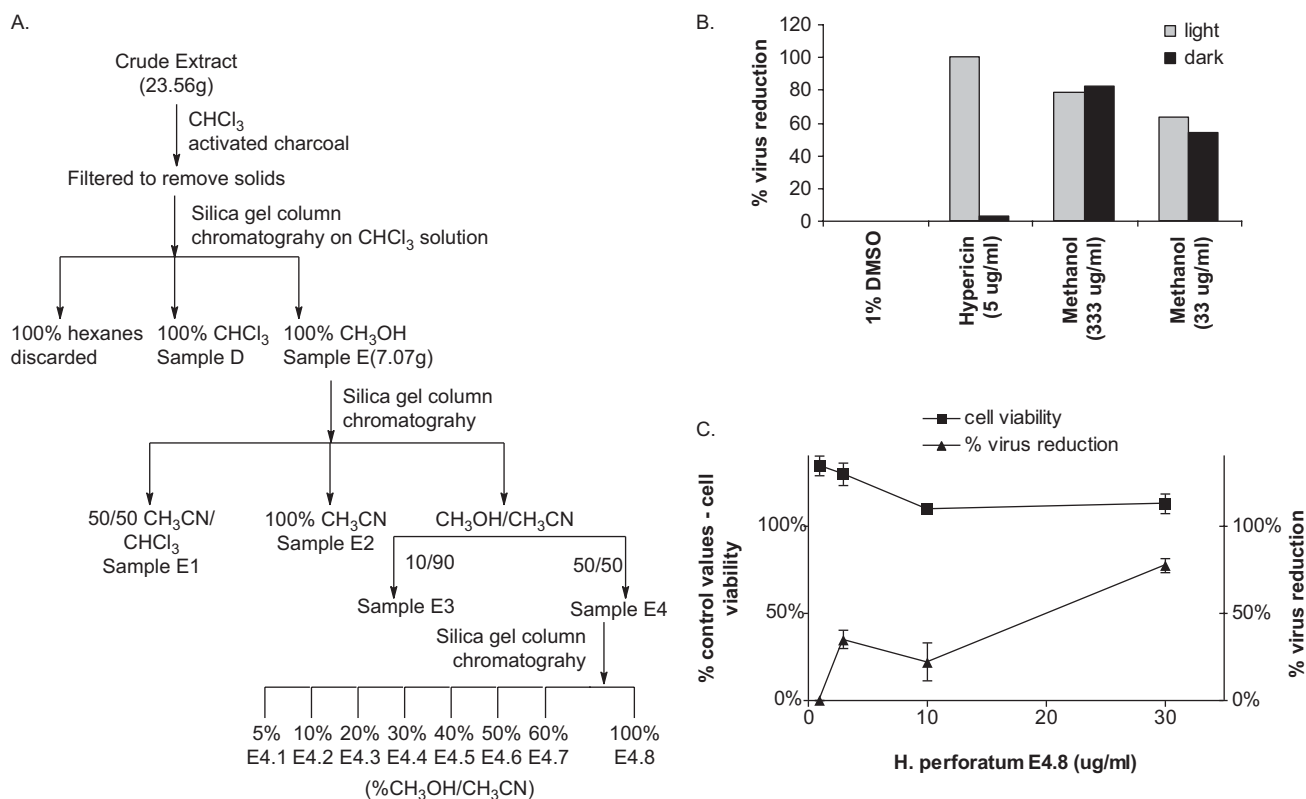 A.
Crude Extract
(23.56g)
CHCl₃
activated charcoal
Filtered to remove solids
Silica gel column
chromatograhy on CHCl₃ solution
100% hexanes
discarded
100% CHCl₃
Sample D
100% CH₃OH
Sample E(7.07g)
Silica gel column
chromatograhy
50/50 CH₃CN/
CHCl₃
Sample E1
100% CH₃CN
Sample E2
CH₃OH/CH₃CN
10/90
50/50
Sample E3
Sample E4
Silica gel column
chromatograhy
5% 10% 20% 30% 40% 50% 60% 100%
E4.1 E4.2 E4.3 E4.4 E4.5 E4.6 E4.7 E4.8
(%CH₃OH/CH₃CN)
B.
% virus reduction
120
100
80
60
40
20
0
light
dark
1% DMSO
Hypericin
(5 ug/ml)
Methanol
(333 ug/ml)
Methanol
(33 ug/ml)
C.
cell viability
% virus reduction
% control values - cell
viability
100%
50%
0%
100%
50%
0%
% virus reduction
0 10 20 30
H. perforatum E4.8 (ug/ml)